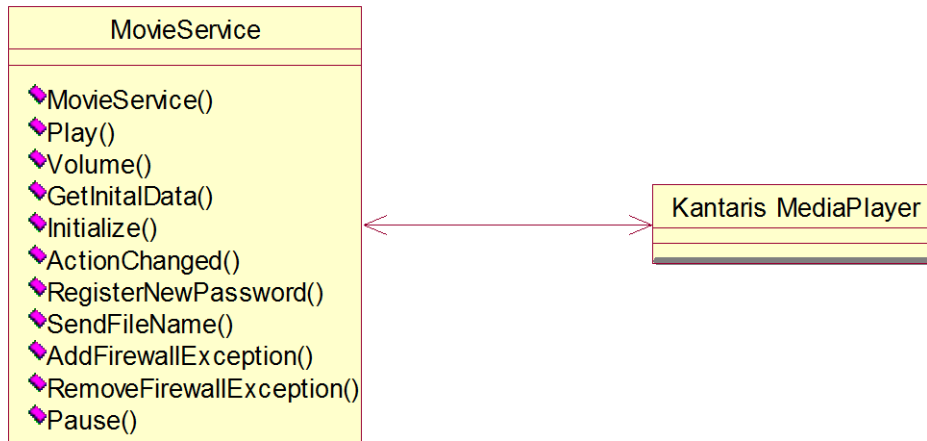 MovieService
MovieService()
Play()
Volume()
GetInitalData()
Initialize()
ActionChanged()
RegisterNewPassword()
SendFileName()
AddFirewallException()
RemoveFirewallException()
Pause()
Kantaris MediaPlayer